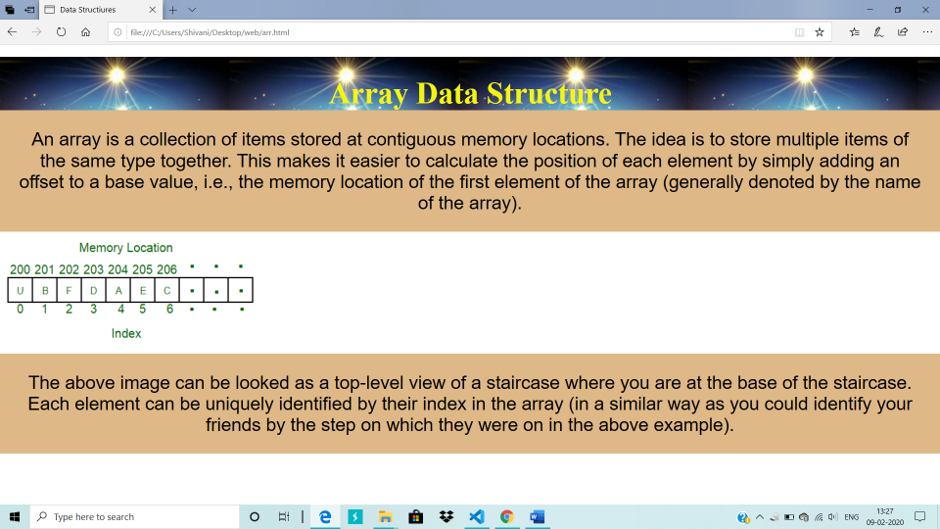 Data Structiures
file:///C:/Users/Shivani/Desktop/web/arr.html
Array Data Structure
An array is a collection of items stored at contiguous memory locations. The idea is to store multiple items of
the same type together. This makes it easier to calculate the position of each element by simply adding an
offset to a base value, i.e., the memory location of the first element of the array (generally denoted by the name
of the array).
Memory Location
200 201 202 203 204 205 206
U B F D A E C
0 1 2 3 4 5 6
Index
The above image can be looked as a top-level view of a staircase where you are at the base of the staircase.
Each element can be uniquely identified by their index in the array (in a similar way as you could identify your
friends by the step on which they were on in the above example).
Type here to search
ENG
13:27
09-02-2020